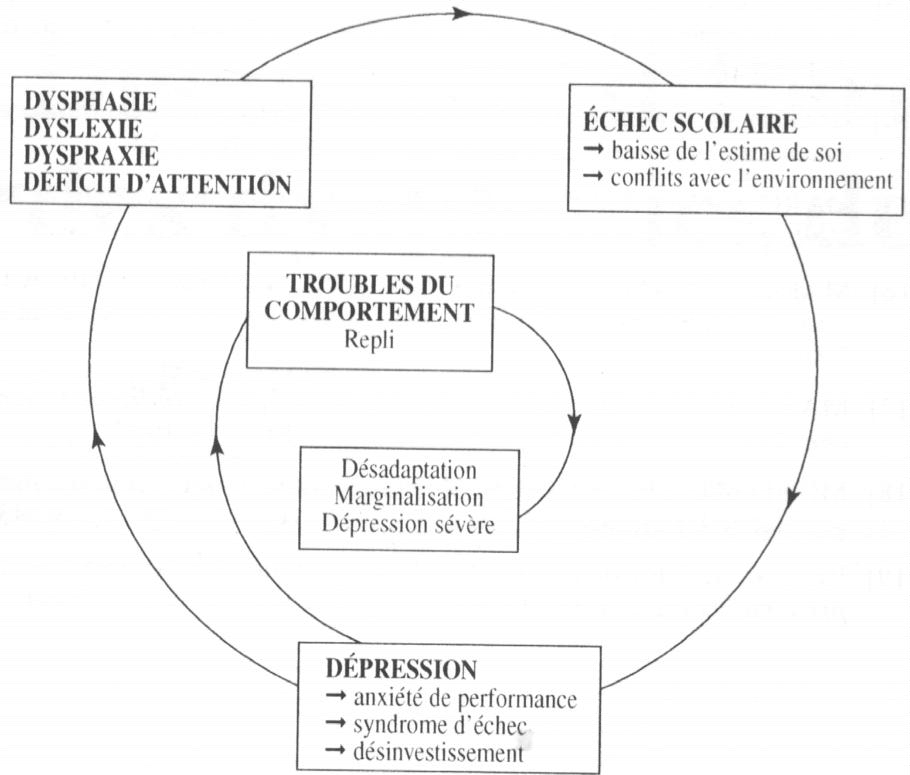 DYSPHASIE
DYSLEXIE
DYSPRAXIE
DÉFICIT D'ATTENTION
ÉCHEC SCOLAIRE
→ baisse de l'estime de soi
→ conflits avec l'environnement
TROUBLES DU
COMPORTEMENT
Repli
Désadaptation
Marginalisation
Dépression sévère
DÉPRESSION
→ anxiété de performance
→ syndrome d'échec
→ désinvestissement